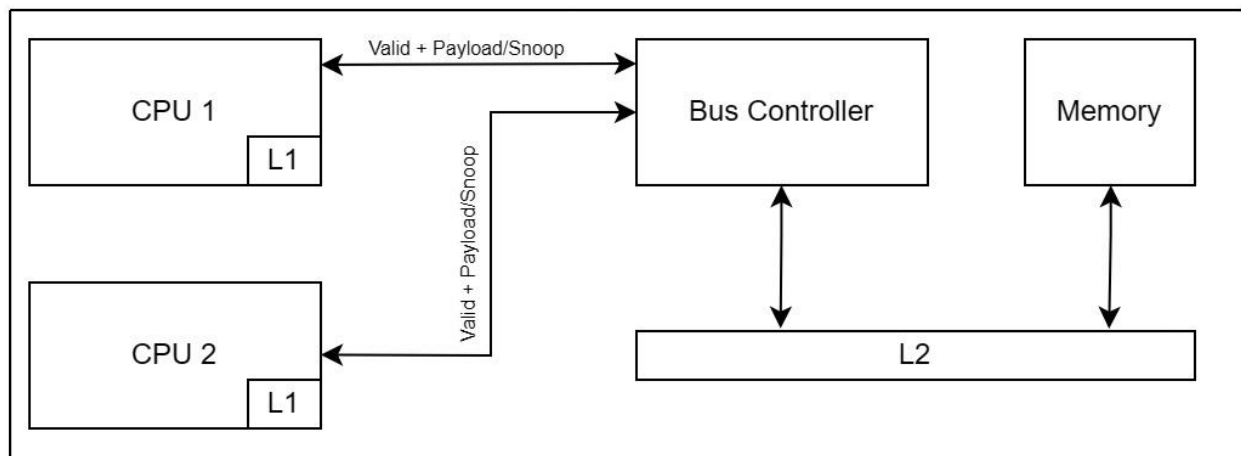 Valid + Payload/Snoop
CPU 1
L1
Bus Controller
Memory
Valid + Payload/Snoop
CPU 2
L1
L2